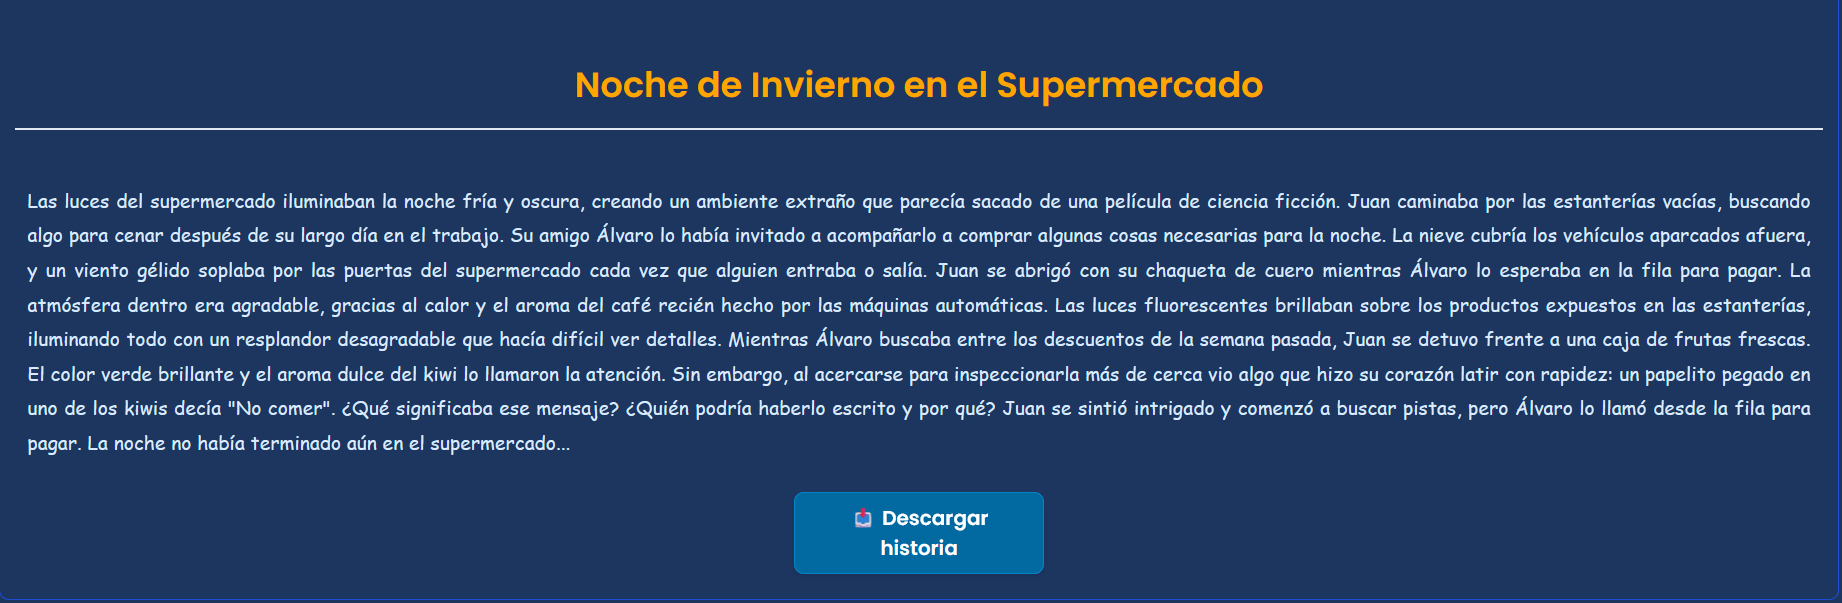 Noche de Invierno en el Supermercado
Las luces del supermercado iluminaban la noche fría y oscura, creando un ambiente extraño que parecía sacado de una película de ciencia ficción. Juan caminaba por las estanterías vacías, buscando
algo para cenar después de su largo día en el trabajo. Su amigo Álvaro lo había invitado a acompañarlo a comprar algunas cosas necesarias para la noche. La nieve cubría los vehículos aparcados afuera,
y un viento gélido soplaba por las puertas del supermercado cada vez que alguien entraba o salía. Juan se abrigó con su chaqueta de cuero mientras Álvaro lo esperaba en la fila para pagar. La
atmósfera dentro era agradable, gracias al calor y el aroma del café recién hecho por las máquinas automáticas. Las luces fluorescentes brillaban sobre los productos expuestos en las estanterías,
iluminando todo con un resplandor desagradable que hacía difícil ver detalles. Mientras Álvaro buscaba entre los descuentos de la semana pasada, Juan se detuvo frente a una caja de frutas frescas.
El color verde brillante y el aroma dulce del kiwi lo llamaron la atención. Sin embargo, al acercarse para inspeccionarla más de cerca vio algo que hizo su corazón latir con rapidez: un papelito pegado en
uno de los kiwis decía "No comer". ¿Qué significaba ese mensaje? ¿Quién podría haberlo escrito y por qué? Juan se sintió intrigado y comenzó a buscar pistas, pero Álvaro lo llamó desde la fila para
pagar. La noche no había terminado aún en el supermercado...
Descargar
historia